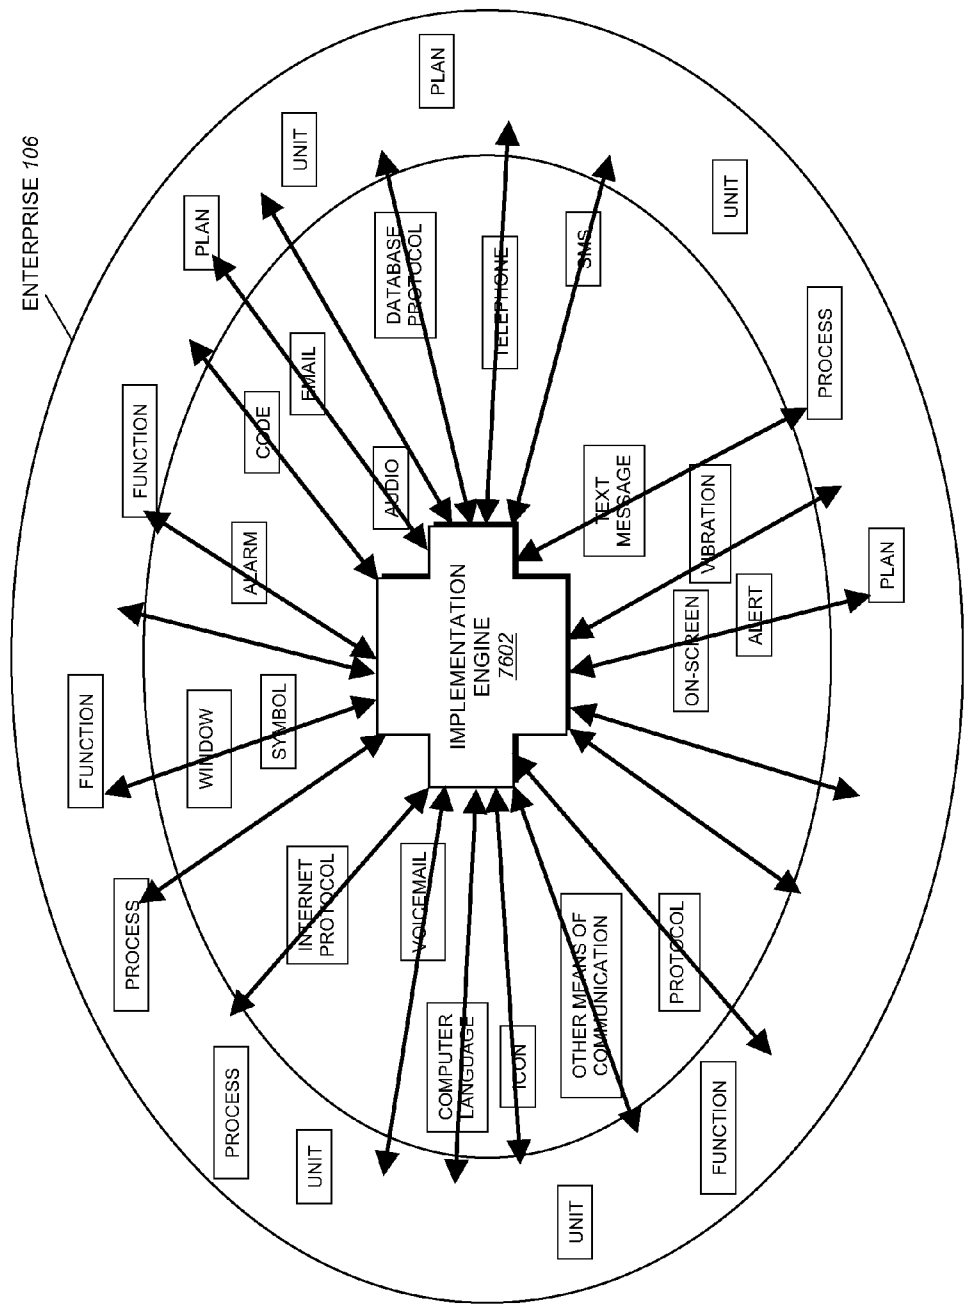 ENTERPRISE 106
PROCESS
PROCESS
FUNCTION
FUNCTION
PLAN
UNIT
UNIT
WINDOW
SYMBOL
ALARM
CODE
EMAIL
INTERNET
PROTOCOL
VOICEMAIL
AUDIO
DATABASE
PROTOCOL
PLAN
COMPUTER
LANGUAGE
ICON
IMPLEMENTATION
ENGINE
7602
TELEPHONE
SMS
UNIT
OTHER MEANS OF
COMMUNICATION
TEXT
MESSAGE
PROTOCOL
ON-SCREEN
VIBRATION
ALERT
UNIT
FUNCTION
PROCESS
PLAN